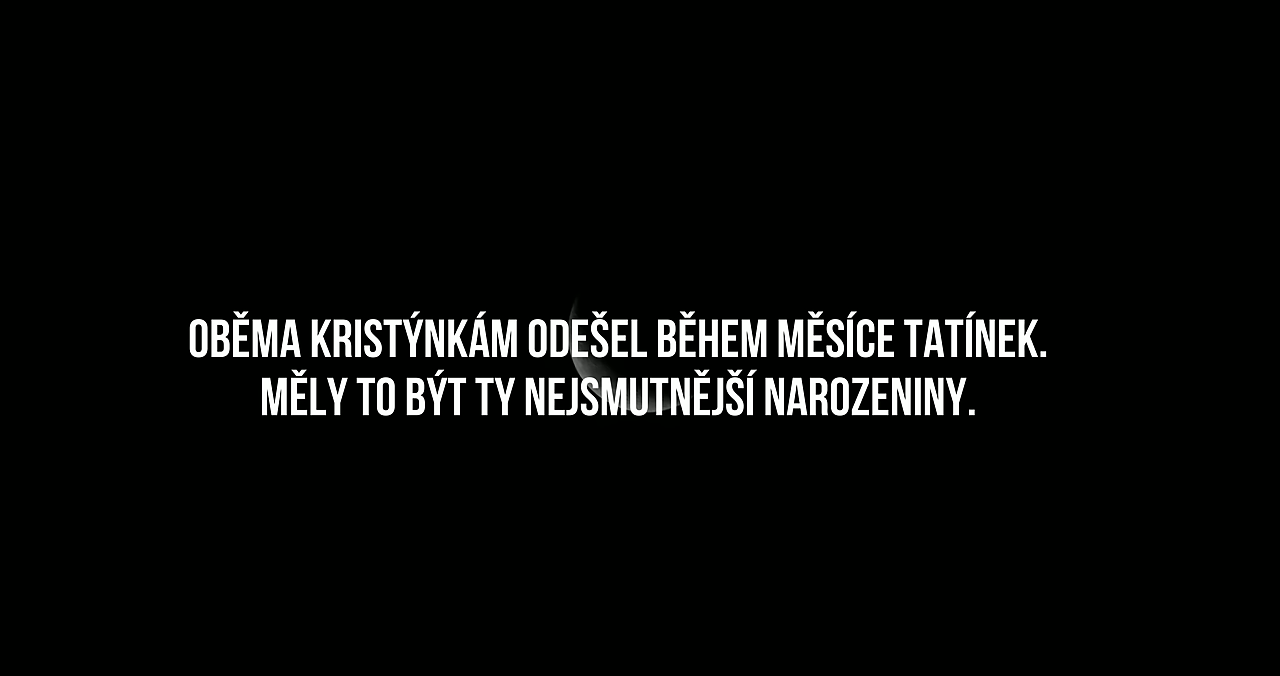 OBĚMA KRISTÝNKÁM ODEŠEL BĚHEM MĚSÍCE TATÍNEK.
MĚLY TO BÝT TY NEJSMUTNĚJŠÍ NAROZENINY.